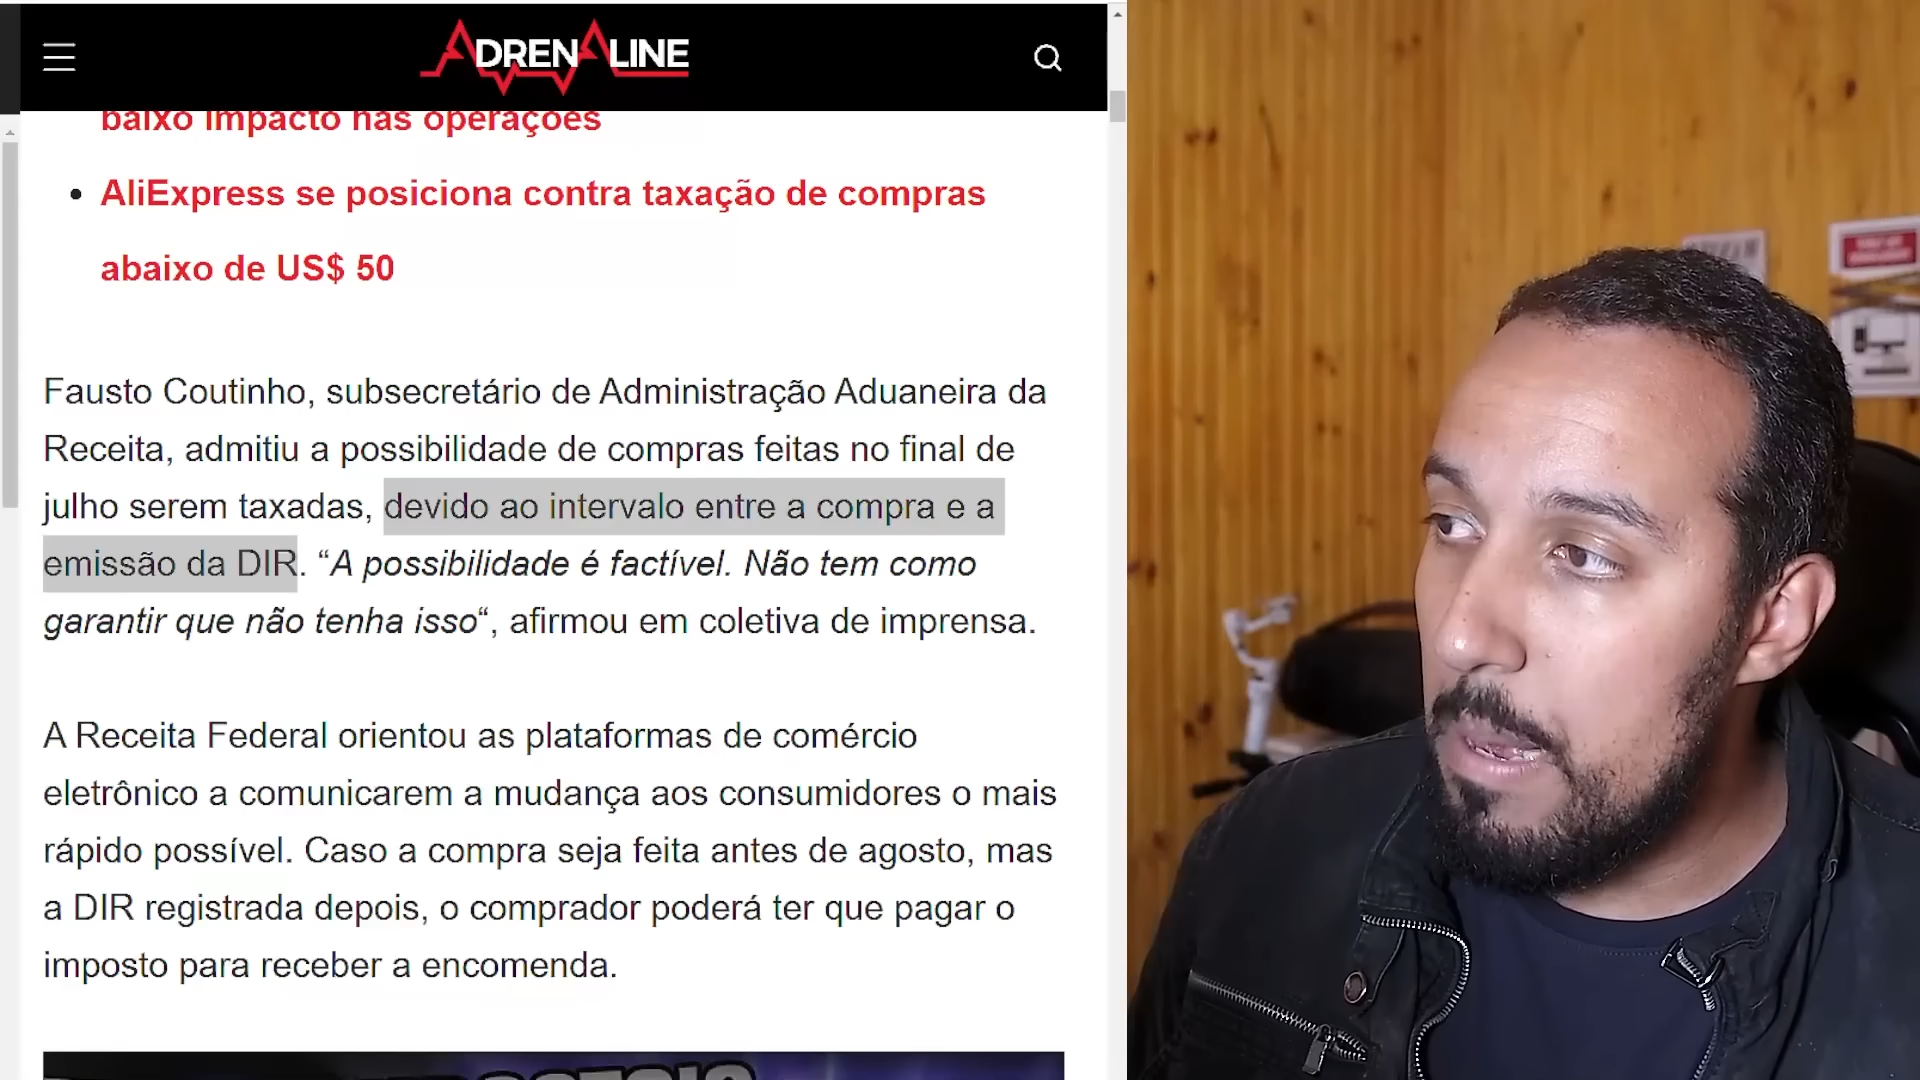 ADRENALINE
baixo impacto nas operações
AliExpress se posiciona contra taxação de compras
abaixo de US$ 50
Fausto Coutinho, subsecretário de Administração Aduaneira da
Receita, admitiu a possibilidade de compras feitas no final de
julho serem taxadas, devido ao intervalo entre a compra e a
emissão da DIR. “A possibilidade é factível. Não tem como
garantir que não tenha isso“, afirmou em coletiva de imprensa.
A Receita Federal orientou as plataformas de comércio
eletrônico a comunicarem a mudança aos consumidores o mais
rápido possível. Caso a compra seja feita antes de agosto, mas
a DIR registrada depois, o comprador poderá ter que pagar o
imposto para receber a encomenda.